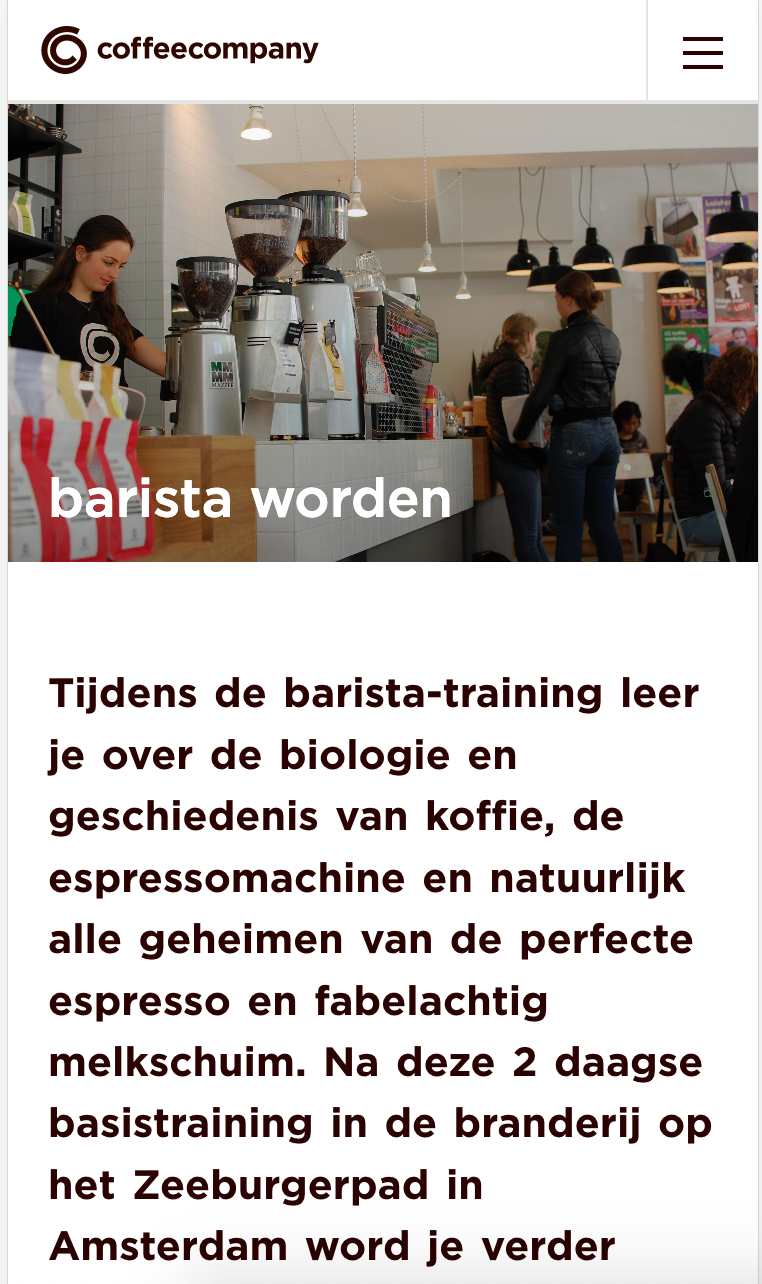 coffeecompany
MAZZER
barista worden
Tijdens de barista-training leer
je over de biologie en
geschiedenis van koffie, de
espressomachine en natuurlijk
alle geheimen van de perfecte
espresso en fabelachtig
melkschuim. Na deze 2 daagse
basistraining in de branderij op
het Zeeburgerpad in
Amsterdam word je verder